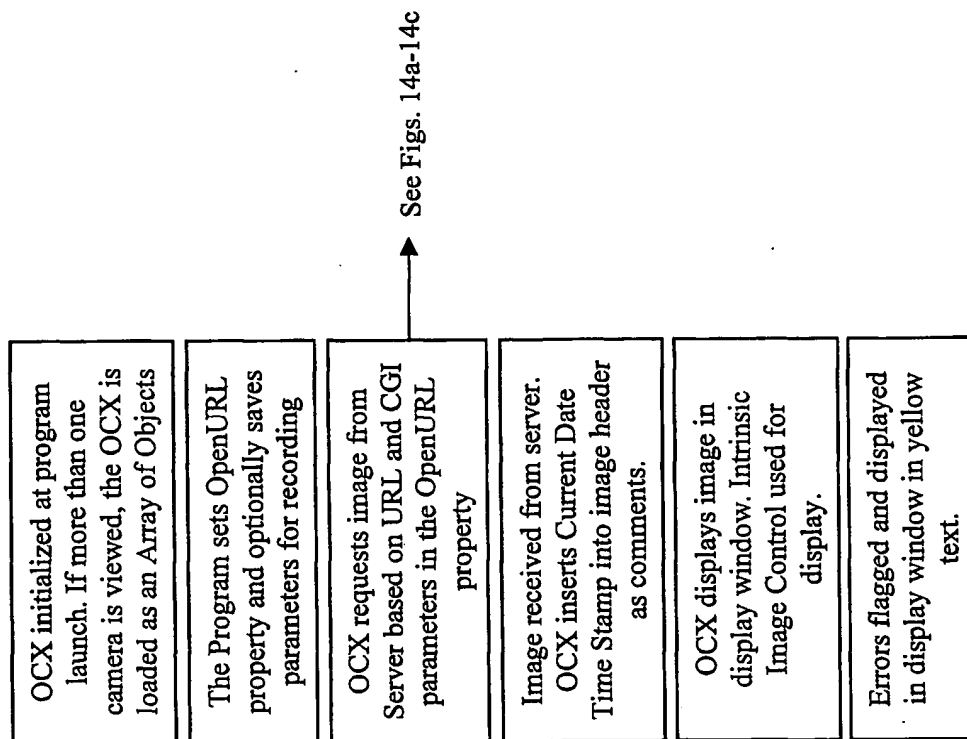 OCX initialized at program
launch. If more than one
camera is viewed, the OCX is
loaded as an Array of Objects
The Program sets OpenURL
property and optionally saves
parameters for recording
OCX requests image from
Server based on URL and CGI
parameters in the OpenURL
property
See Figs. 14a-14c
Image received from server.
OCX inserts Current Date
Time Stamp into image header
as comments.
OCX displays image in
display window. Intrinsic
Image Control used for
display.
Errors flagged and displayed
in display window in yellow
text.